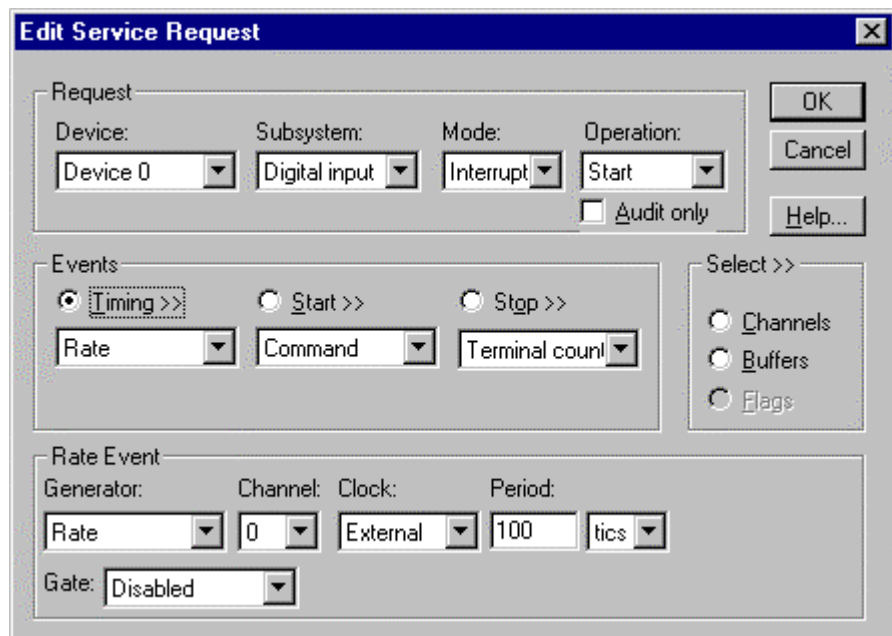 Edit Service Request
Request
Device: Subsystem: Mode: Operation:
Device 0 Digital input Interrupt Start
Audit only
OK
Cancel
Help...
Events
Timing >> Start >> Stop >>
Rate Command Terminal count
Select >>
Channels
Buffers
Flags
Rate Event
Generator: Channel: Clock: Period:
Rate 0 External 100 tics
Gate: Disabled